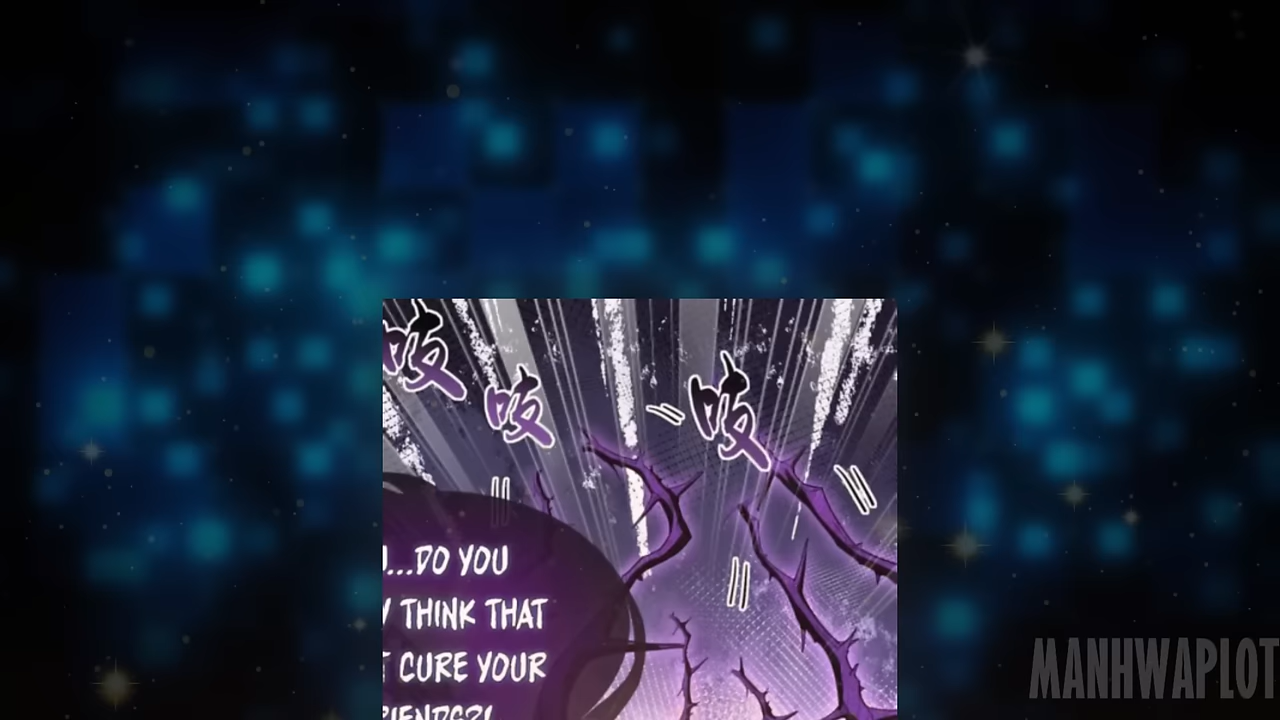 吱
吱
吱
...DO YOU
THINK THAT
CURE YOUR
MANHWAPLOT